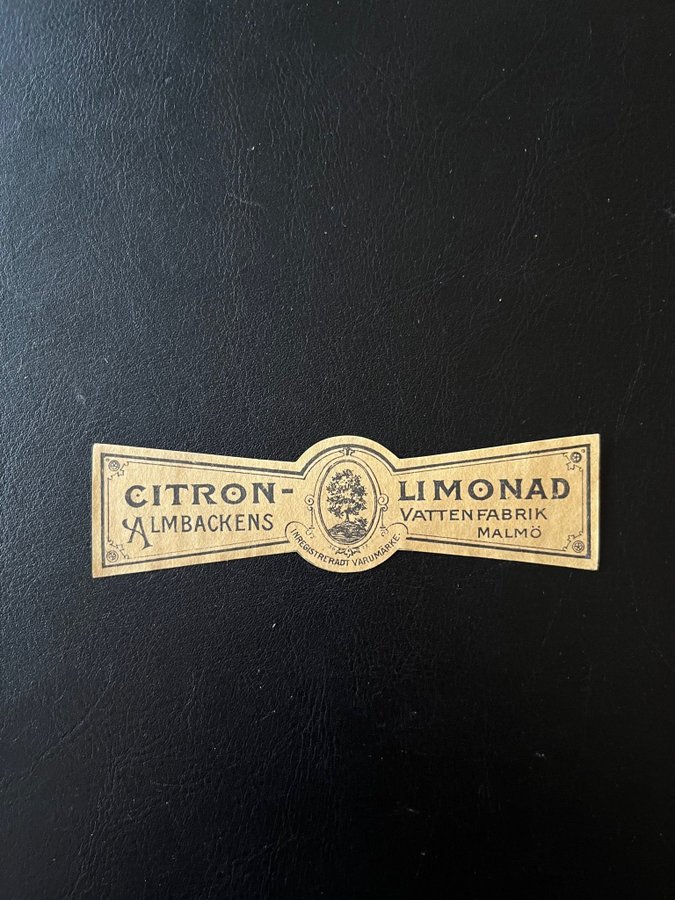 CITRON- LIMONAD
ALMBACKENS VATTENFABRIK
MALMÖ
INREGISTRERADT VARUMÄRKE.